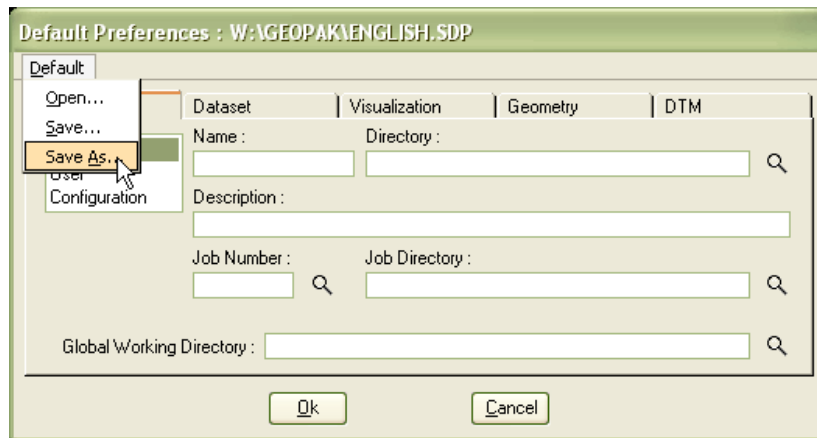 Default Preferences : W:\GEOPAK\ENGLISH.SDP
Default
Open...
Save...
Save As...
User
Configuration
Dataset
Visualization
Geometry
DTM
Name :
Directory :
Description :
Job Number :
Job Directory :
Global Working Directory :
Ok
Cancel